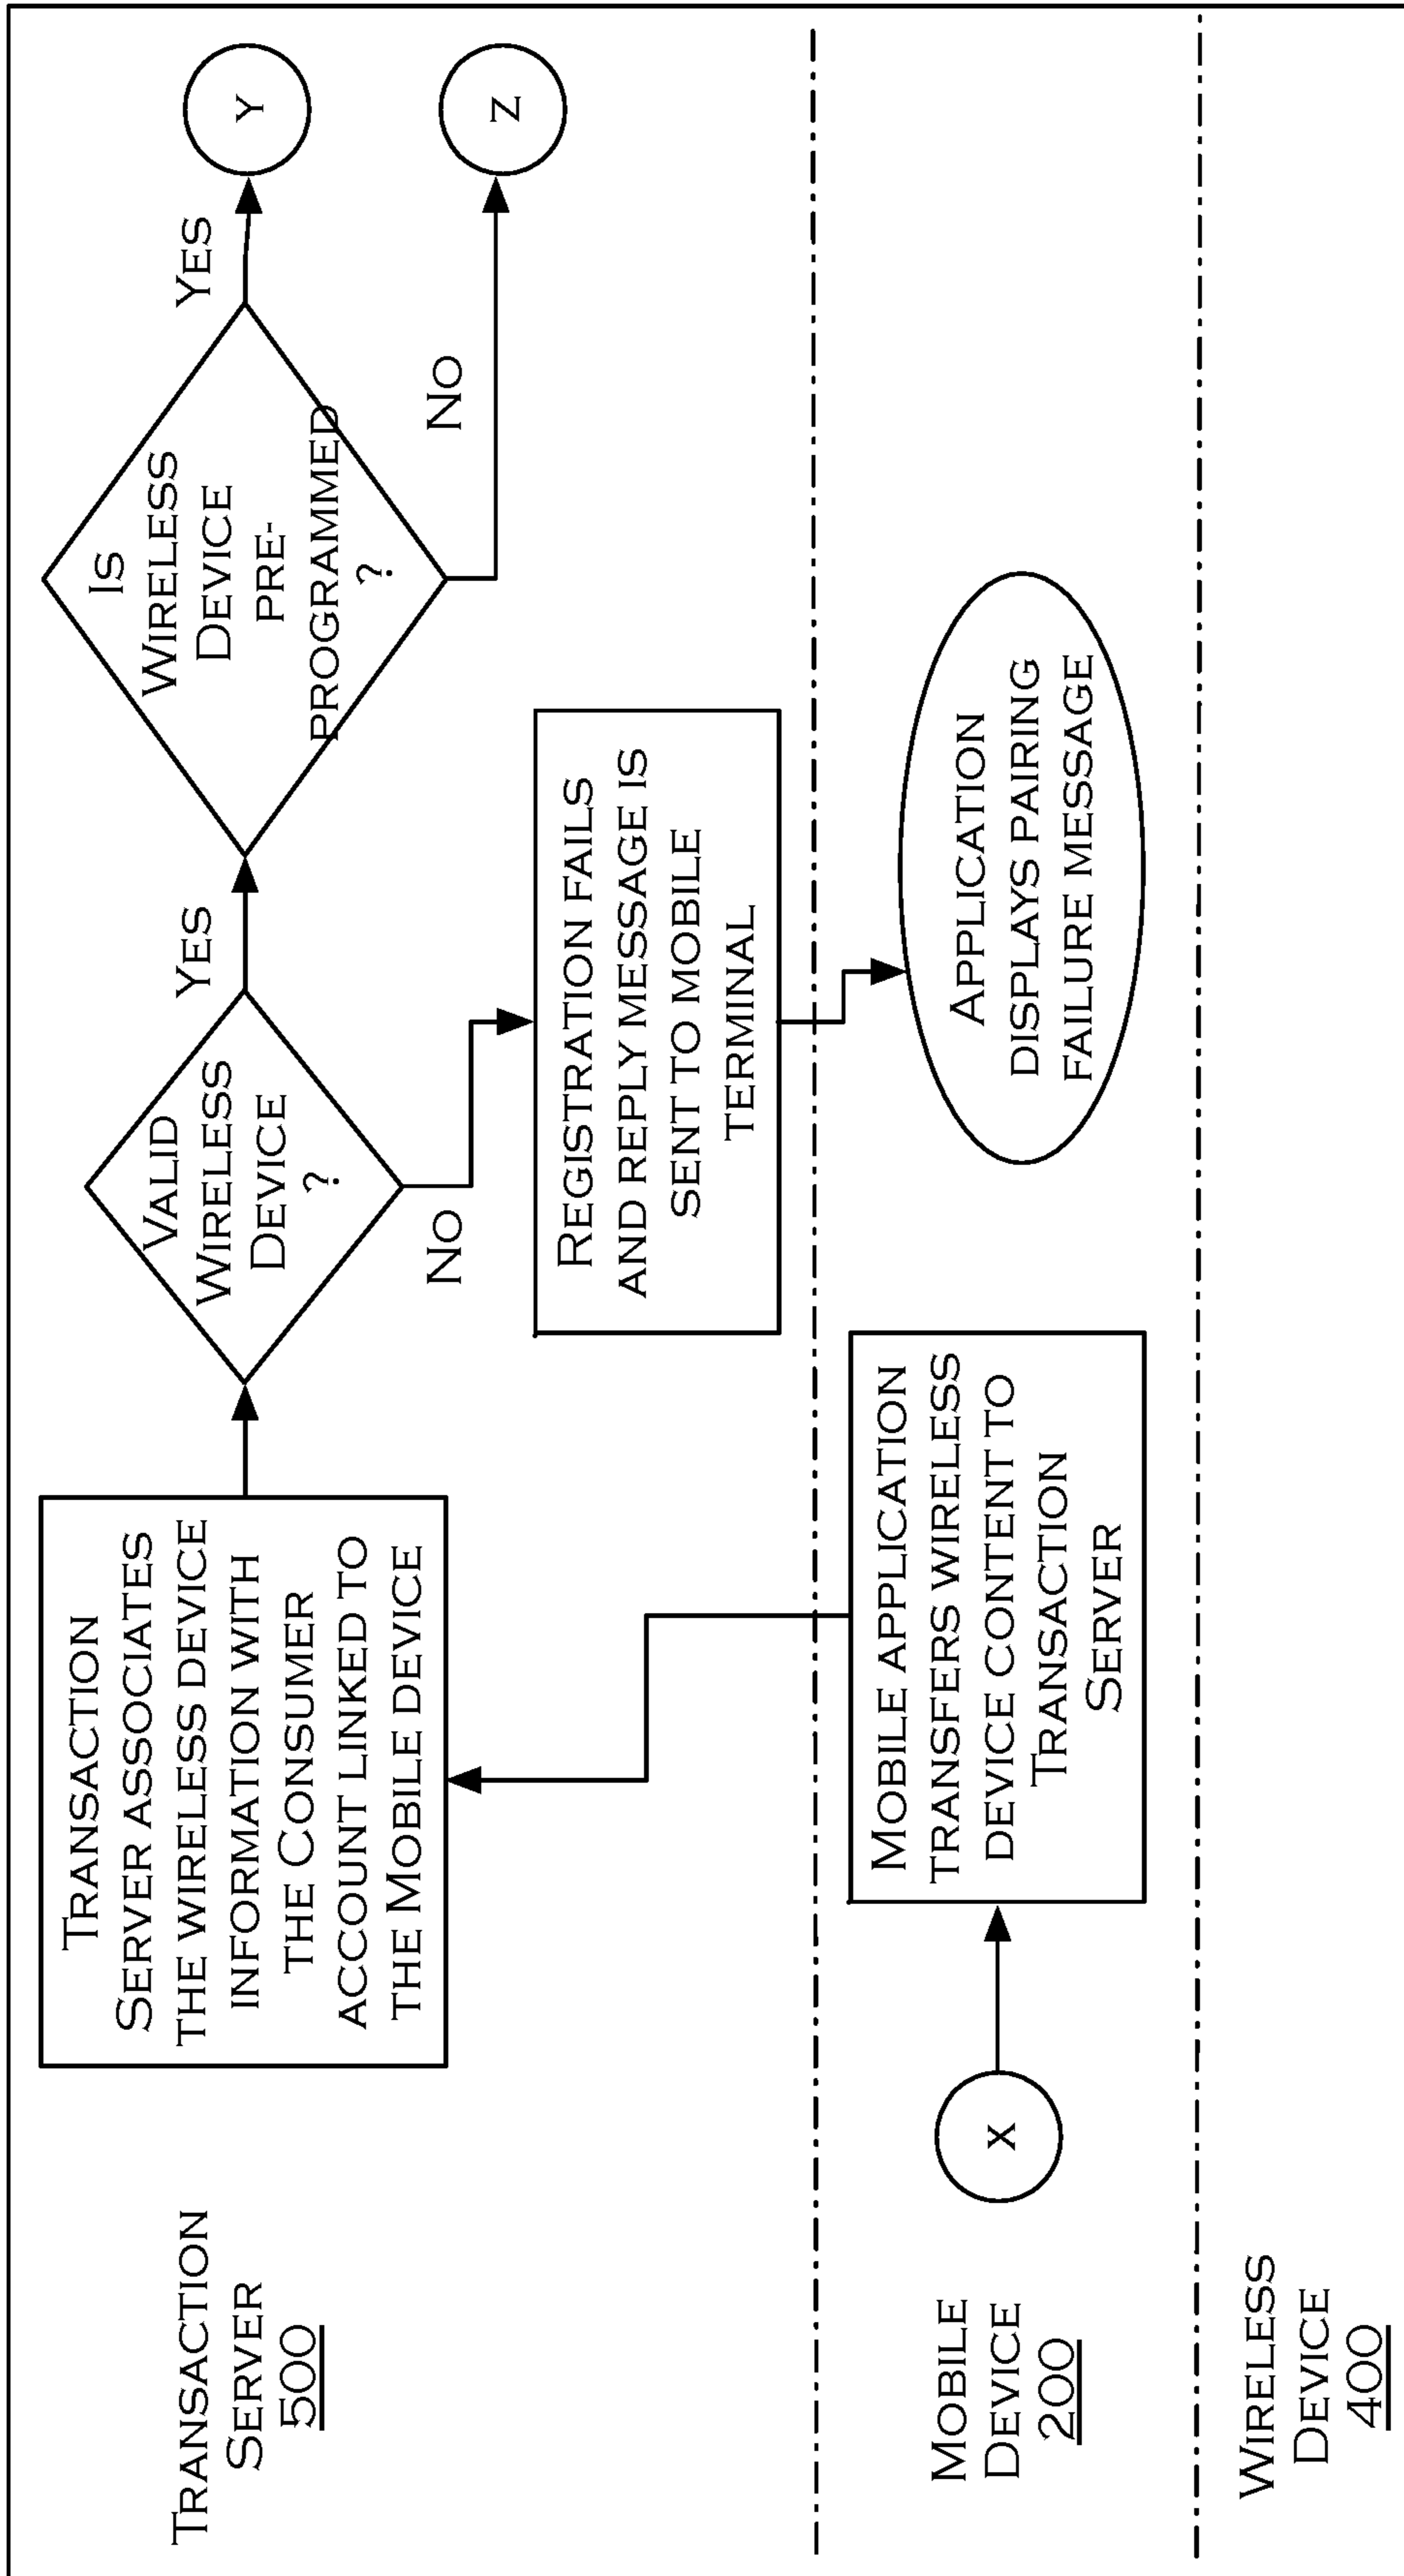 TRANSACTION
SERVER
500
TRANSACTION
SERVER ASSOCIATES
THE WIRELESS DEVICE
INFORMATION WITH
THE CONSUMER
ACCOUNT LINKED TO
THE MOBILE DEVICE
VALID
WIRELESS
DEVICE
?
YES
NO
IS
WIRELESS
DEVICE
PRE-
PROGRAMMED
?
YES
Y
NO
Z
REGISTRATION FAILS
AND REPLY MESSAGE IS
SENT TO MOBILE
TERMINAL
MOBILE
DEVICE
200
X
MOBILE APPLICATION
TRANSFERS WIRELESS
DEVICE CONTENT TO
TRANSACTION
SERVER
APPLICATION
DISPLAYS PAIRING
FAILURE MESSAGE
WIRELESS
DEVICE
400